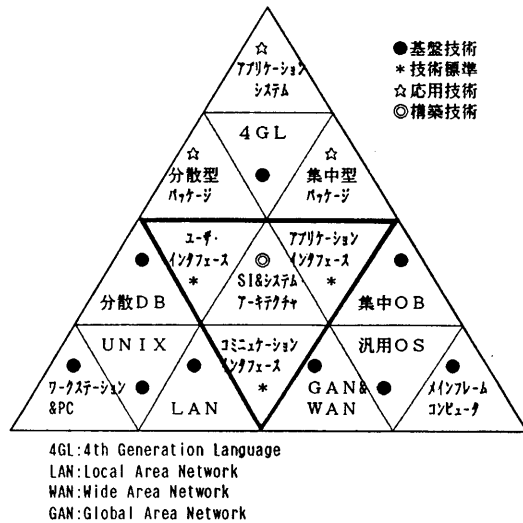 ☆
アプリケーション
システム
●基盤技術
*技術標準
☆応用技術
◎構築技術
4GL
●
☆
分散型
パッケージ
☆
集中型
パッケージ
ユーザ・
インタフェース
*
アプリケーション
インタフェース
*
◎
SI&システム・
アーキテクチャ
●
分散DB
●
集中OB
UNIX
●
コミュニケーション
インタフェース
*
汎用OS
●
●
ワークステーション
&PC
●
LAN
●
GAN&
WAN
●
メインフレーム
コンピュータ
4GL:4th Generation Language
LAN:Local Area Network
WAN:Wide Area Network
GAN:Global Area Network